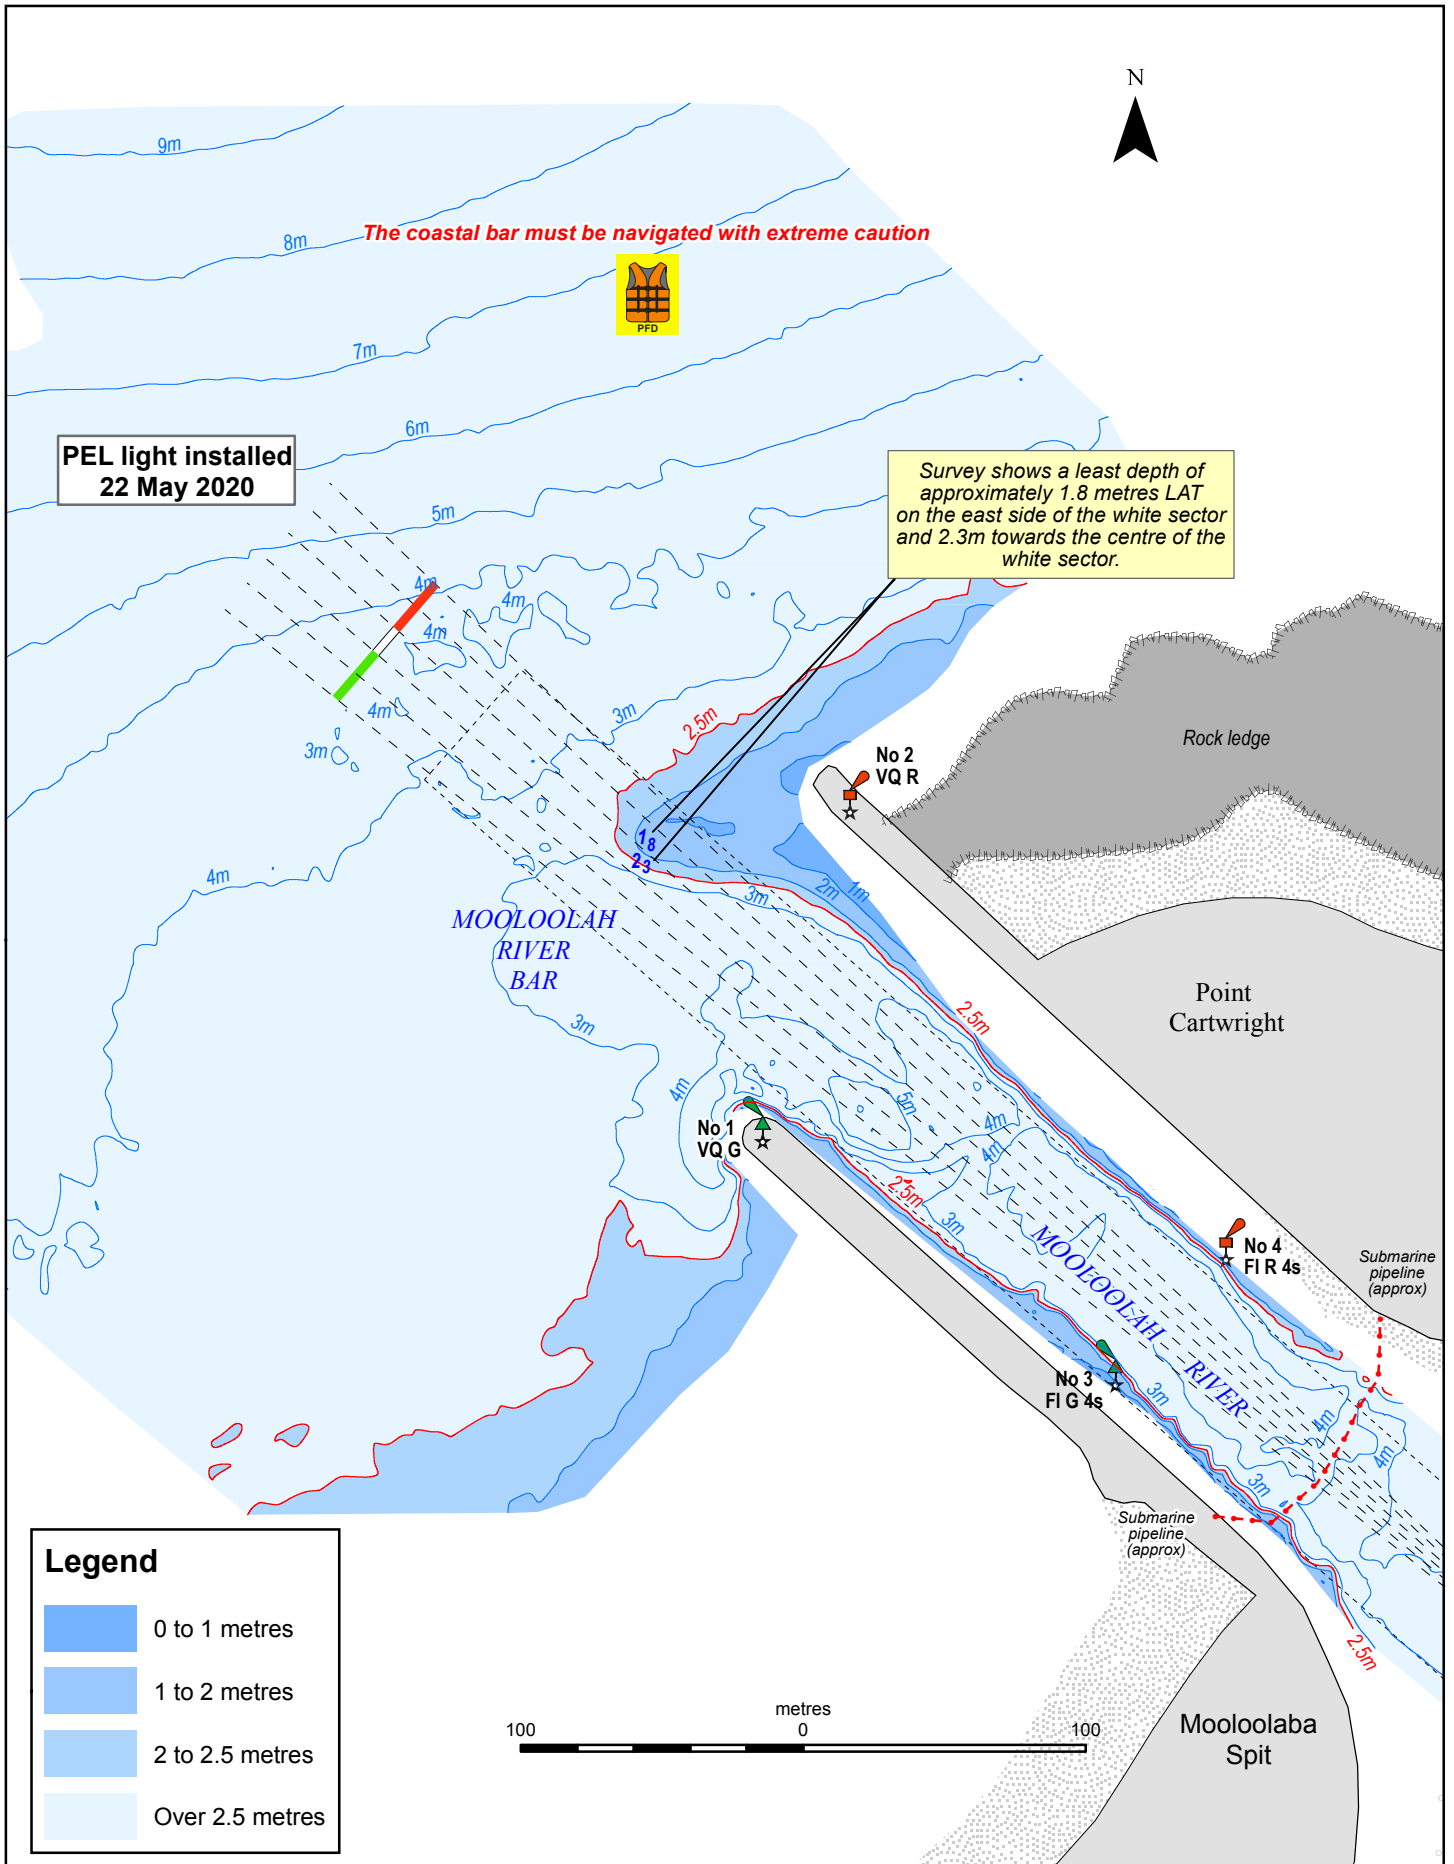 N
9m
8m
The coastal bar must be navigated with extreme caution
PFD
7m
6m
PEL light installed
22 May 2020
5m
Survey shows a least depth of
approximately 1.8 metres LAT
on the east side of the white sector
and 2.3m towards the centre of the
white sector.
4m
4m
4m
4m
3m
3m
2.5m
Rock ledge
No 2
VQ R
1 8
2 3
4m
3m
2m
1m
MOOLOOLAH
RIVER
BAR
3m
2.5m
Point
Cartwright
4m
5m
4m
4m
No 1
VQ G
2.5m
3m
MOOLOOLAH RIVER
No 4
Fl R 4s
Submarine
pipeline
(approx)
No 3
Fl G 4s
3m
4m
4m
3m
Submarine
pipeline
(approx)
2.5m
Legend
0 to 1 metres
1 to 2 metres
2 to 2.5 metres
Over 2.5 metres
metres
100 0 100
Mooloolaba
Spit